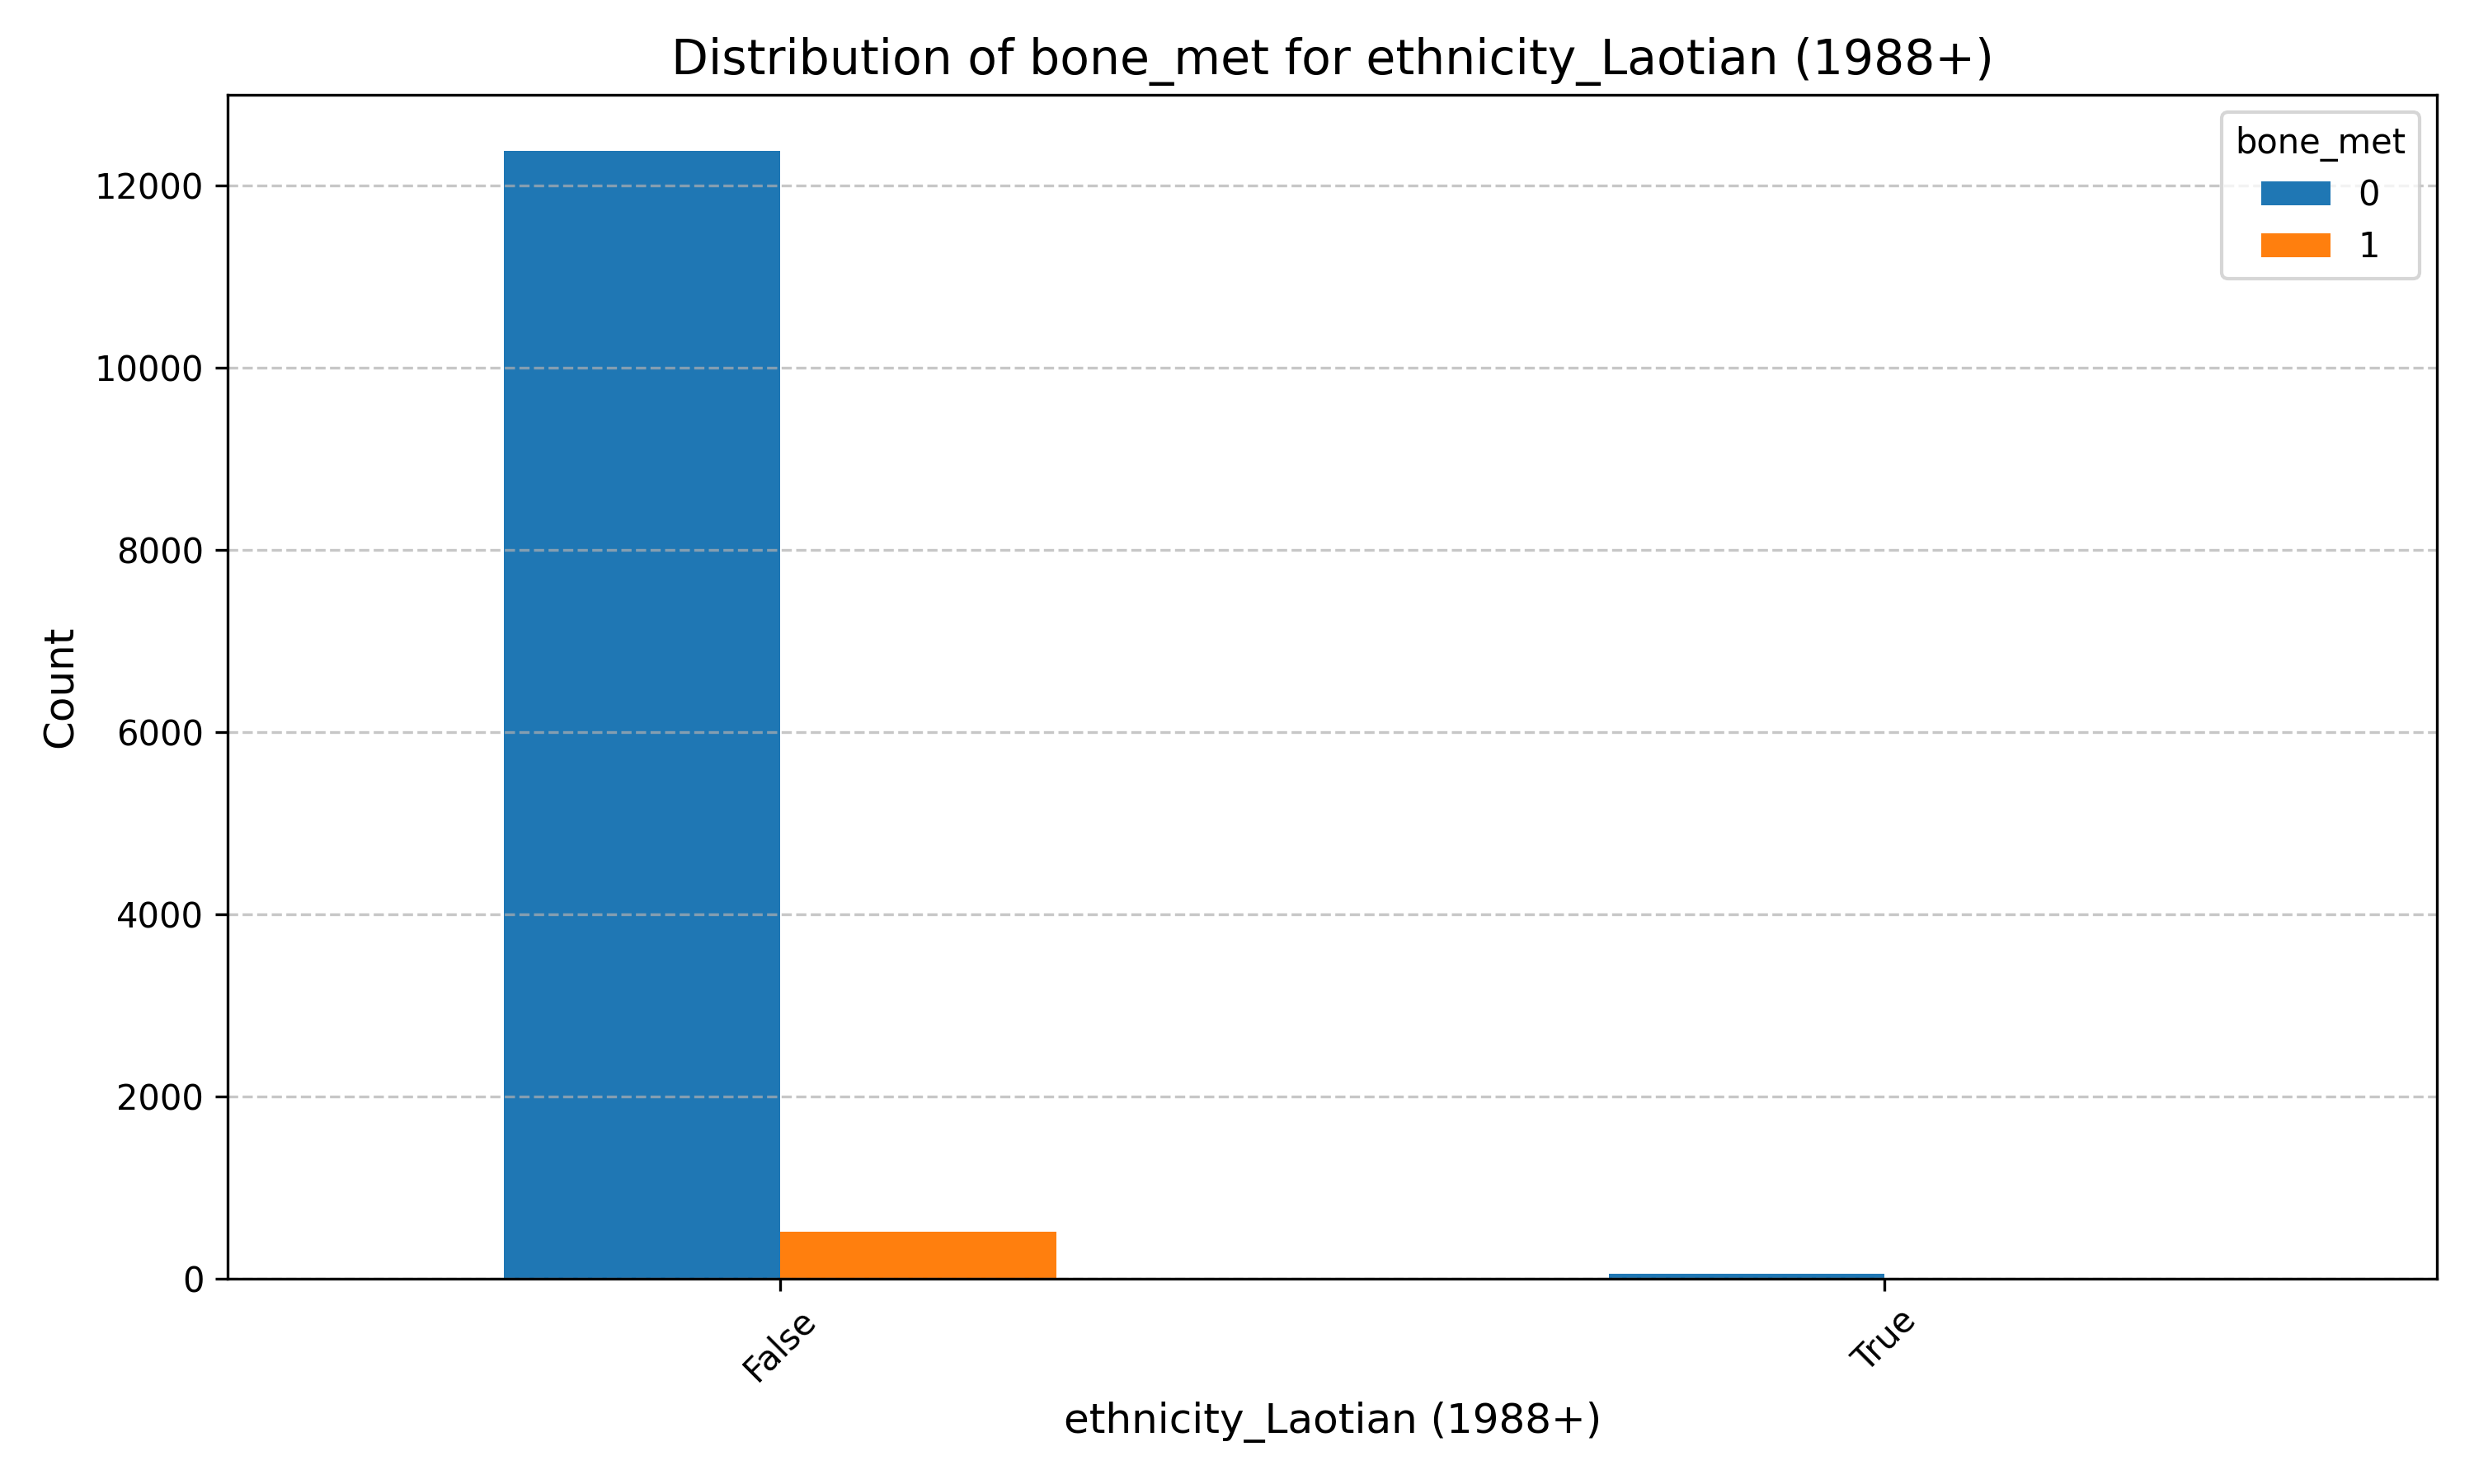 Distribution of bone_met for ethnicity_Laotian (1988+)
bone_met
0
1
12000
10000
8000
6000
4000
2000
0
Count
False
True
ethnicity_Laotian (1988+)